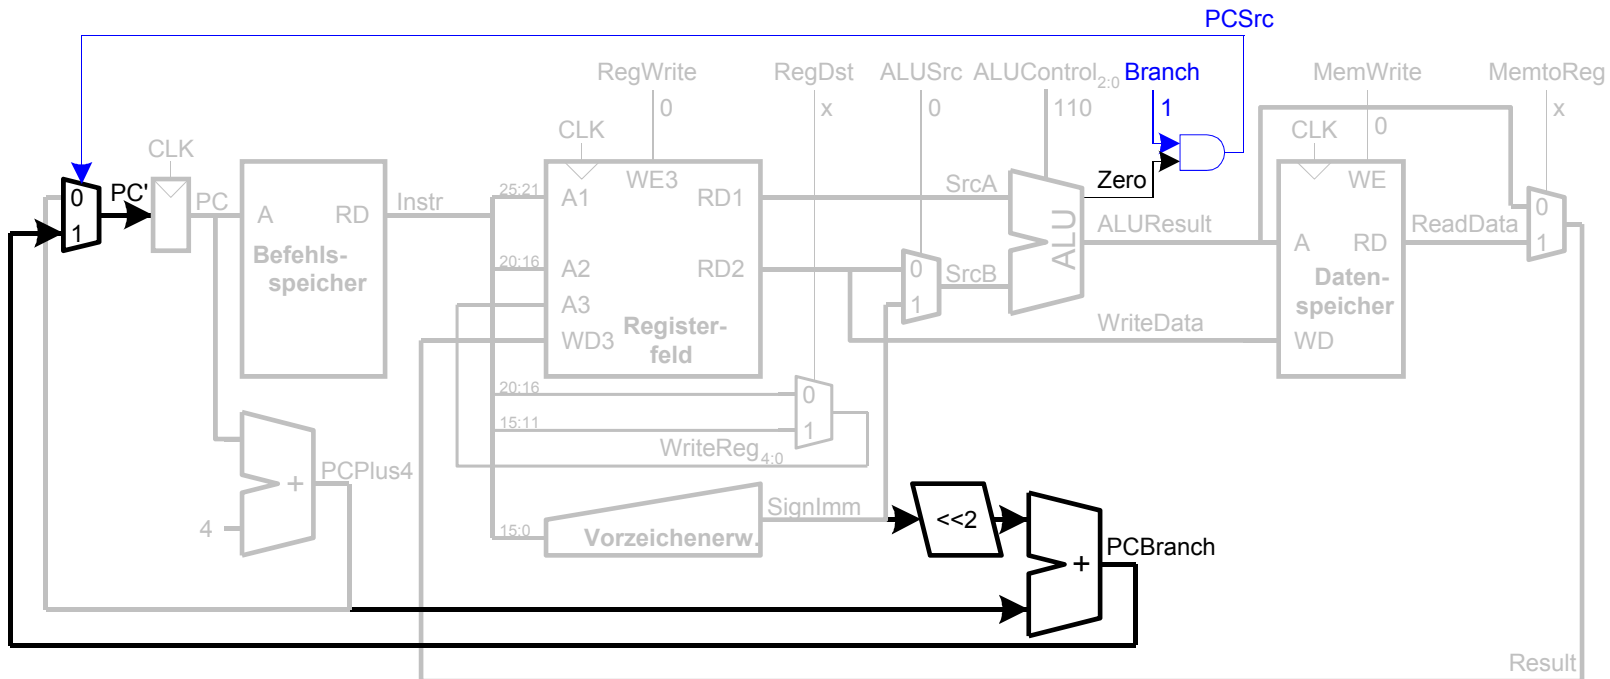 PCSrc
RegWrite
RegDst
ALUSrc
ALUControl2:0
Branch
MemWrite
MemtoReg
0
x
0
110
1
0
x
CLK
CLK
CLK
0
1
PC'
PC
A
RD
Befehls-
speicher
Instr
25:21
A1
WE3
RD1
SrcA
Zero
20:16
A2
RD2
0
1
SrcB
ALU
ALUResult
A3
WD3
Register-
feld
WriteData
WE
A
RD
Daten-
speicher
WD
ReadData
0
1
20:16
0
15:11
1
WriteReg4:0
PCPlus4
+
4
15:0
Vorzeichenerw.
SignImm
<<2
+
PCBranch
Result